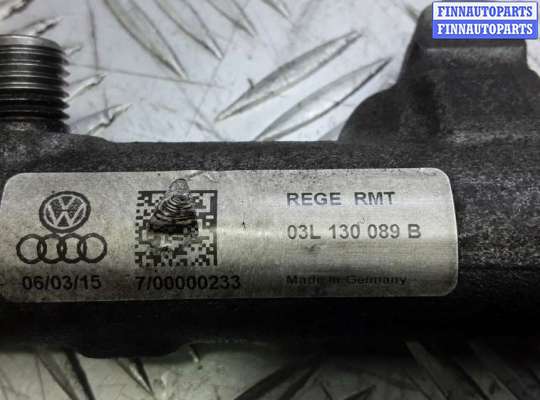 FINNAUTOPARTS
FINNAUTOPARTS
REGE RMT
03L 130 089 B
06/03/15 7/00000233
Made in Germany